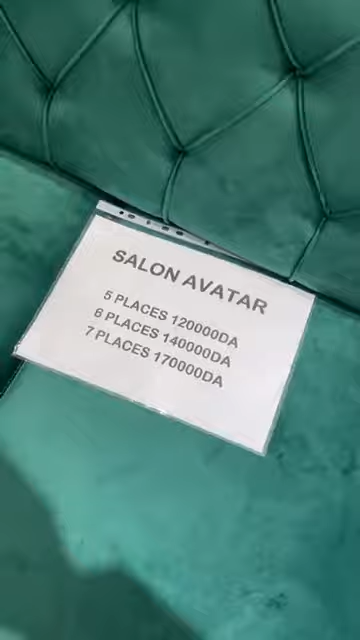 SALON AVATAR
5 PLACES 120000DA
6 PLACES 140000DA
7 PLACES 170000DA